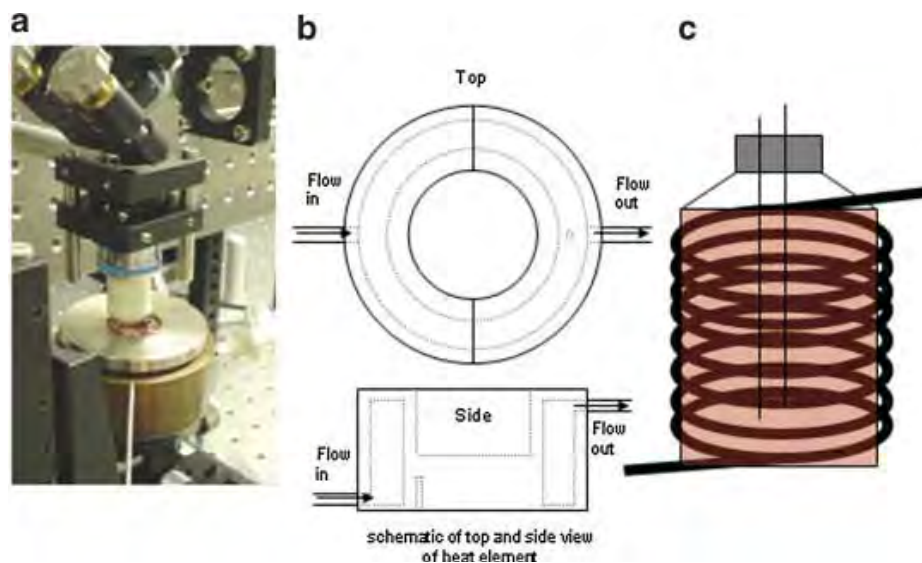 a
b
c
Top
Flow
in
Flow
out
Side
Flow
in
Flow
out
schematic of top and side view
of heat element